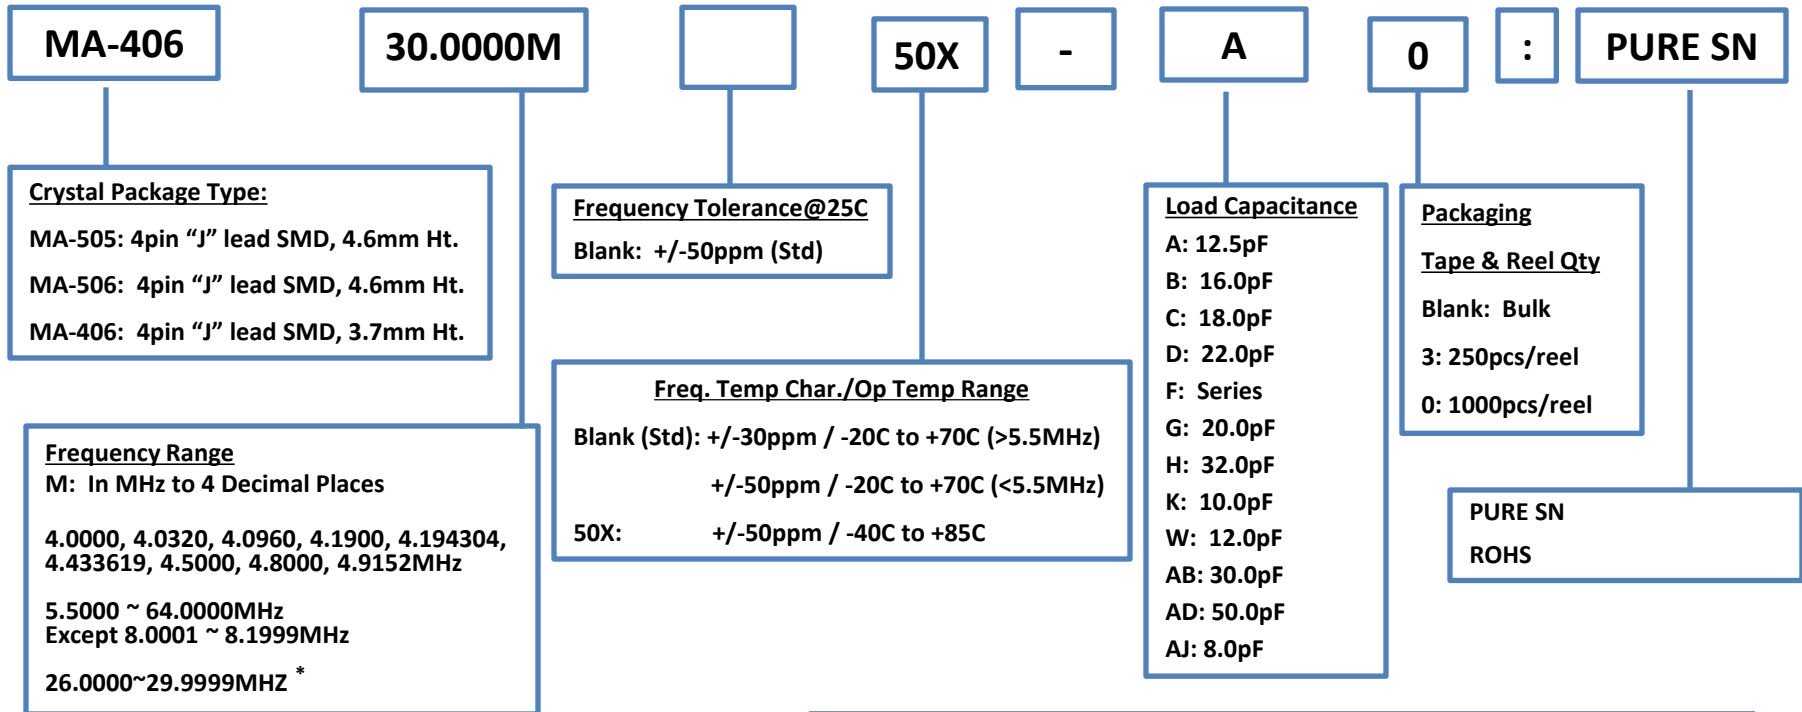 MA-406 30.0000M 50X - A 0 : PURE SN
Crystal Package Type:
MA-505: 4pin “J” lead SMD, 4.6mm Ht.
MA-506: 4pin “J” lead SMD, 4.6mm Ht.
MA-406: 4pin “J” lead SMD, 3.7mm Ht.
Frequency Range
M: In MHz to 4 Decimal Places
4.0000, 4.0320, 4.0960, 4.1900, 4.194304,
4.433619, 4.5000, 4.8000, 4.9152MHz
5.5000 ~ 64.0000MHz
Except 8.0001 ~ 8.1999MHz
26.0000~29.9999MHZ *
Frequency Tolerance@25C
Blank: +/-50ppm (Std)
Freq. Temp Char./Op Temp Range
Blank (Std): +/-30ppm / -20C to +70C (>5.5MHz)
+/-50ppm / -20C to +70C (<5.5MHz)
50X: +/-50ppm / -40C to +85C
Load Capacitance
A: 12.5pF
B: 16.0pF
C: 18.0pF
D: 22.0pF
F: Series
G: 20.0pF
H: 32.0pF
K: 10.0pF
W: 12.0pF
AB: 30.0pF
AD: 50.0pF
AJ: 8.0pF
Packaging
Tape & Reel Qty
Blank: Bulk
3: 250pcs/reel
0: 1000pcs/reel
PURE SN
ROHS